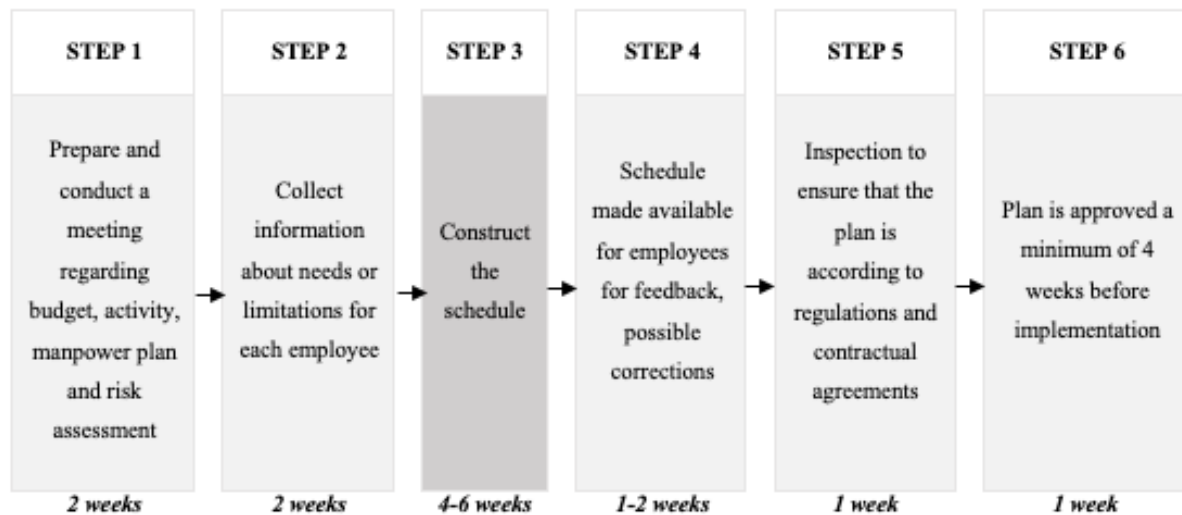 STEP 1
Prepare and
conduct a
meeting
regarding
budget, activity,
manpower plan
and risk
assessment
2 weeks
STEP 2
Collect
information
about needs or
limitations for
each employee
2 weeks
STEP 3
Construct
the
schedule
4-6 weeks
STEP 4
Schedule
made available
for employees
for feedback,
possible
corrections
1-2 weeks
STEP 5
Inspection to
ensure that the
plan is
according to
regulations and
contractual
agreements
1 week
STEP 6
Plan is approved a
minimum of 4
weeks before
implementation
1 week